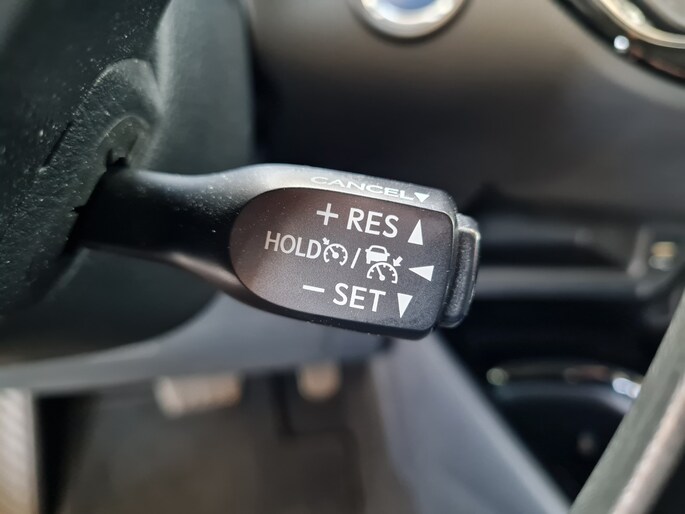 CANCEL
+ RES
HOLD /
− SET